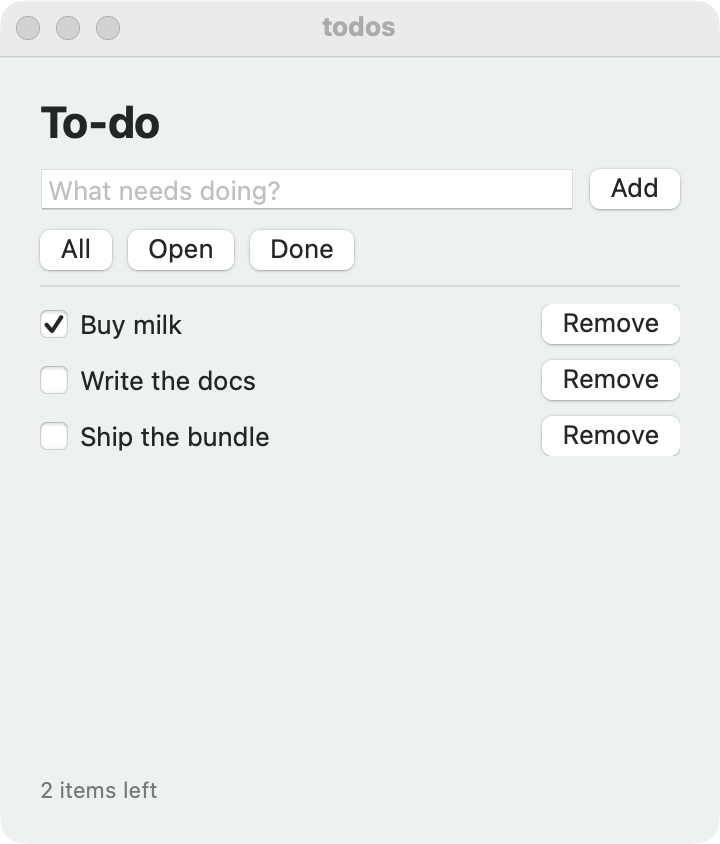 todos
To-do
What needs doing? Add
All Open Done
Buy milk Remove
Write the docs Remove
Ship the bundle Remove
2 items left